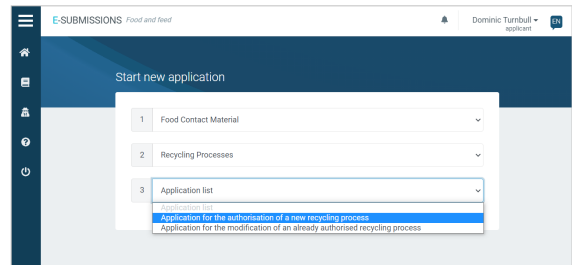 E-SUBMISSIONS Food and feed
Dominic Turnbull
applicant
EN
Start new application
1 Food Contact Material
2 Recycling Processes
3 Application list
Application list
Application for the authorisation of a new recycling process
Application for the modification of an already authorised recycling process